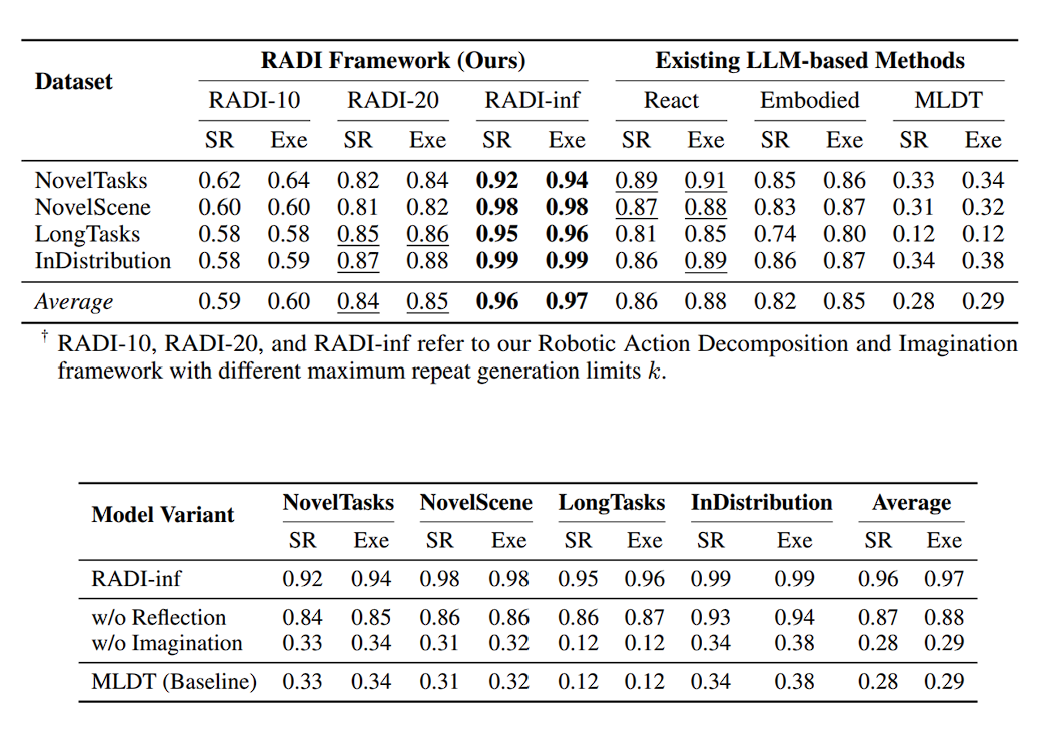 RADI Framework (Ours) Existing LLM-based Methods
Dataset
RADI-10 RADI-20 RADI-inf React Embodied MLDT
SR Exe SR Exe SR Exe SR Exe SR Exe SR Exe
NovelTasks 0.62 0.64 0.82 0.84 0.92 0.94 0.89 0.91 0.85 0.86 0.33 0.34
NovelScene 0.60 0.60 0.81 0.82 0.98 0.98 0.87 0.88 0.83 0.87 0.31 0.32
LongTasks 0.58 0.58 0.85 0.86 0.95 0.96 0.81 0.85 0.74 0.80 0.12 0.12
InDistribution 0.58 0.59 0.87 0.88 0.99 0.99 0.86 0.89 0.86 0.87 0.34 0.38
Average 0.59 0.60 0.84 0.85 0.96 0.97 0.86 0.88 0.82 0.85 0.28 0.29
† RADI-10, RADI-20, and RADI-inf refer to our Robotic Action Decomposition and Imagination
framework with different maximum repeat generation limits k.
Model Variant NovelTasks NovelScene LongTasks InDistribution Average
SR Exe SR Exe SR Exe SR Exe SR Exe
RADI-inf 0.92 0.94 0.98 0.98 0.95 0.96 0.99 0.99 0.96 0.97
w/o Reflection 0.84 0.85 0.86 0.86 0.86 0.87 0.93 0.94 0.87 0.88
w/o Imagination 0.33 0.34 0.31 0.32 0.12 0.12 0.34 0.38 0.28 0.29
MLDT (Baseline) 0.33 0.34 0.31 0.32 0.12 0.12 0.34 0.38 0.28 0.29